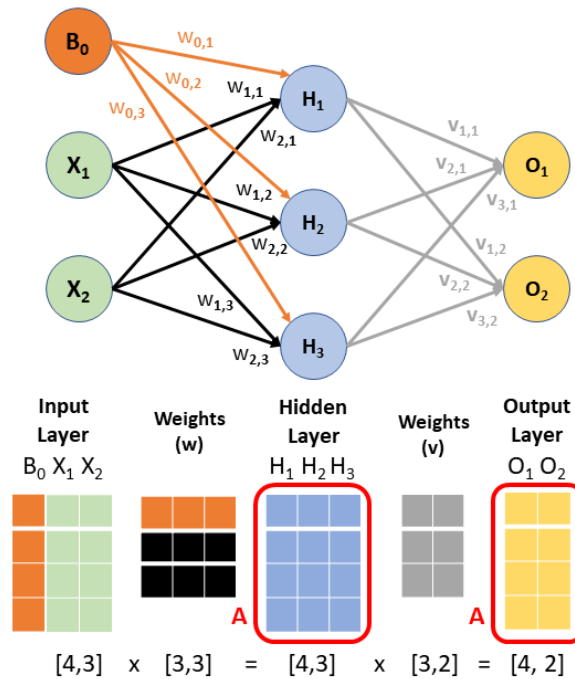 B0
w0,1
w0,2
w0,3
H1
w1,1
w2,1
X1
v1,1
v2,1
v3,1
O1
w1,2
H2
w2,2
X2
v1,2
v2,2
v3,2
O2
w1,3
w2,3
H3
Input Layer
Weights (w)
Hidden Layer
Weights (v)
Output Layer
B0 X1 X2
H1 H2 H3
O1 O2
A
A
[4,3] x [3,3] = [4,3] x [3,2] = [4, 2]